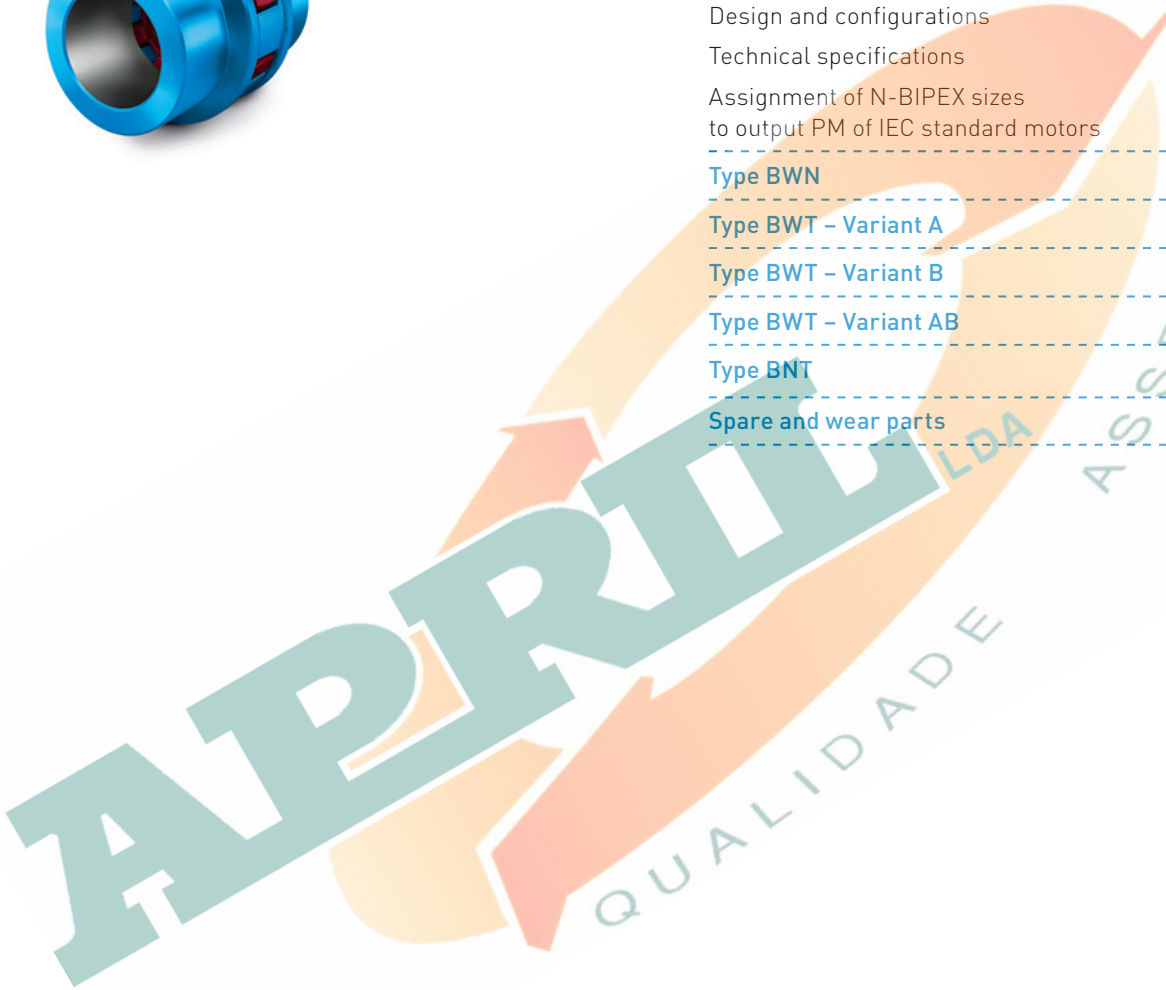 Design and configurations
Technical specifications
Assignment of N-BIPEX sizes
to output PM of IEC standard motors
Type BWN
Type BWT – Variant A
Type BWT – Variant B
Type BWT – Variant AB
Type BNT
Spare and wear parts
APRIL LDA
QUALIDADE